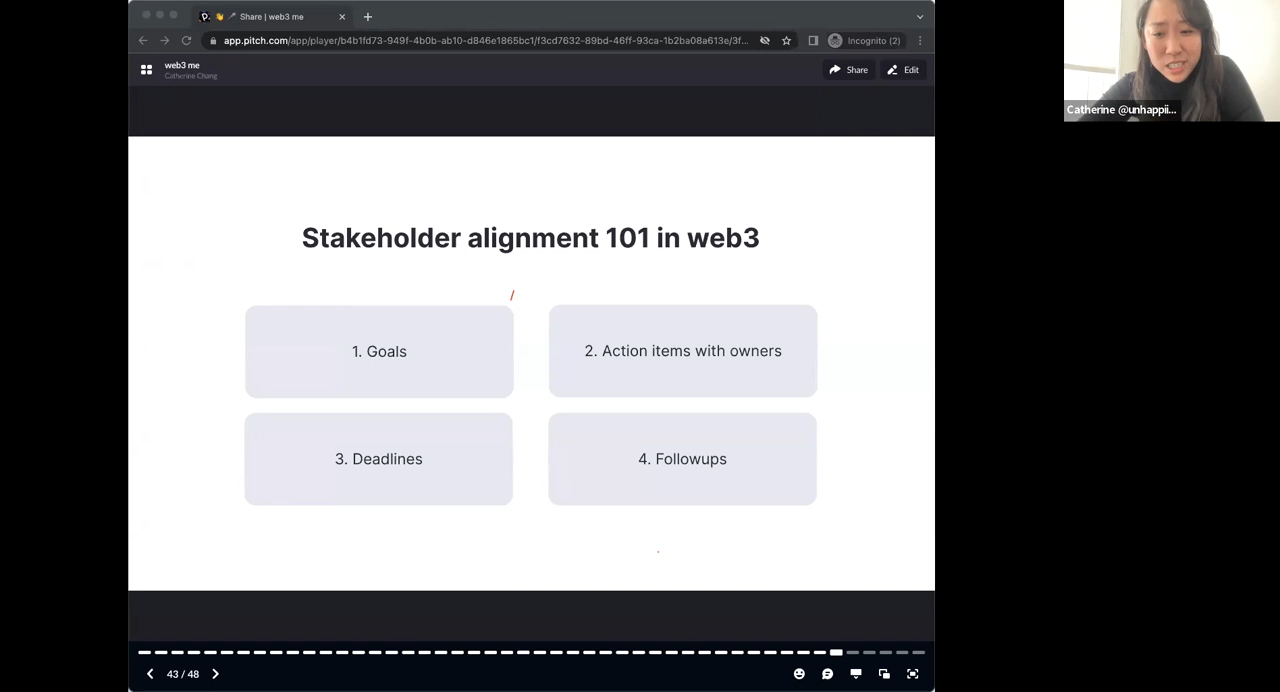 Share | web3 me
app.pitch.com/app/player/b4b1fd73-949f-4b0b-ab10-d846e1865bc1/f3cd7632-89bd-46ff-93ca-1b2ba08a613e/3f...
Incognito (2)
web3 me
Catherine Chang
Share
Edit
Catherine @unhappii...
Stakeholder alignment 101 in web3
1. Goals
2. Action items with owners
3. Deadlines
4. Followups
43 / 48